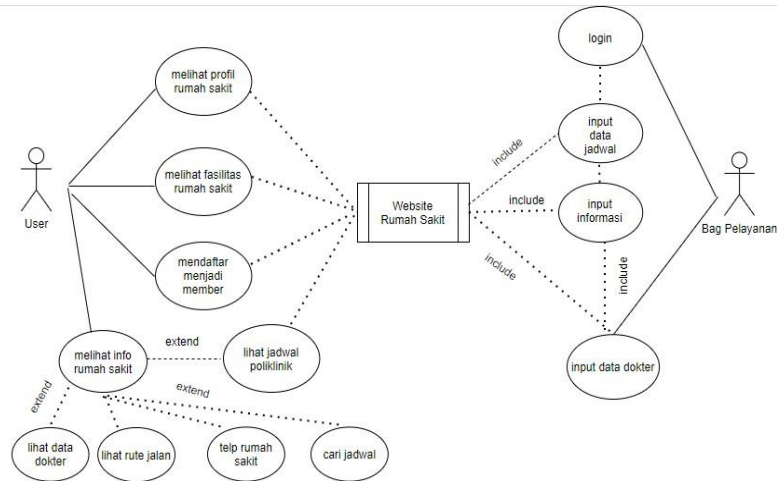 login
melihat profil
rumah sakit
input
data
jadwal
include
melihat fasilitas
rumah sakit
User
Website
Rumah Sakit
include
input
informasi
Bag Pelayanan
mendaftar
menjadi
member
include
include
melihat info
rumah sakit
extend
lihat jadwal
poliklinik
input data dokter
extend
extend
lihat data
dokter
lihat rute jalan
telp rumah
sakit
cari jadwal